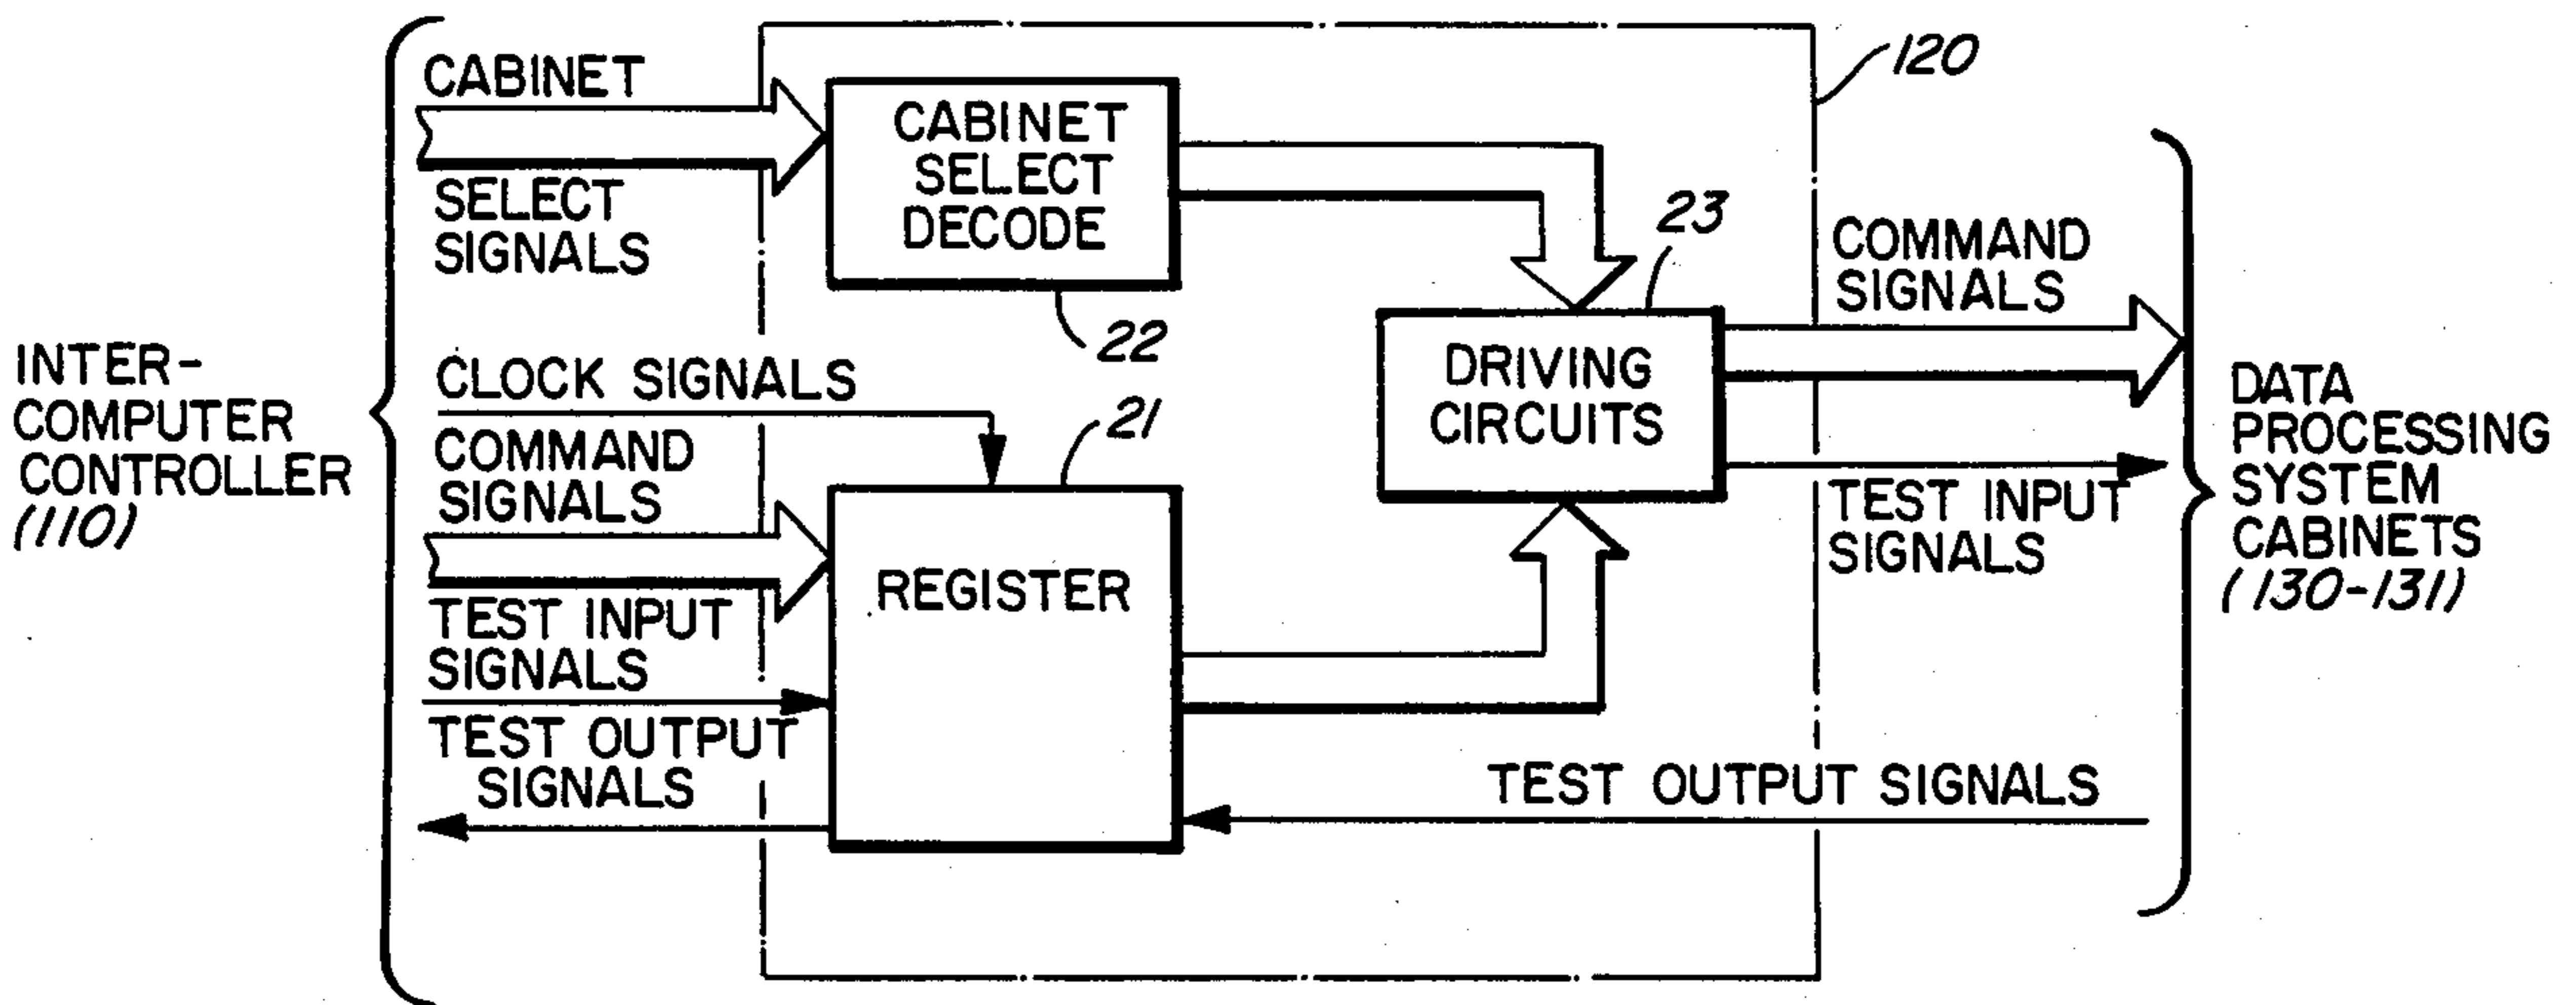 CABINET
SELECT
SIGNALS
CABINET
SELECT
DECODE
22
120
INTER-
COMPUTER
CONTROLLER
(110)
CLOCK SIGNALS
COMMAND
SIGNALS
TEST INPUT
SIGNALS
TEST OUTPUT
SIGNALS
21
REGISTER
23
DRIVING
CIRCUITS
COMMAND
SIGNALS
TEST INPUT
SIGNALS
TEST OUTPUT SIGNALS
DATA
PROCESSING
SYSTEM
CABINETS
(130-131)